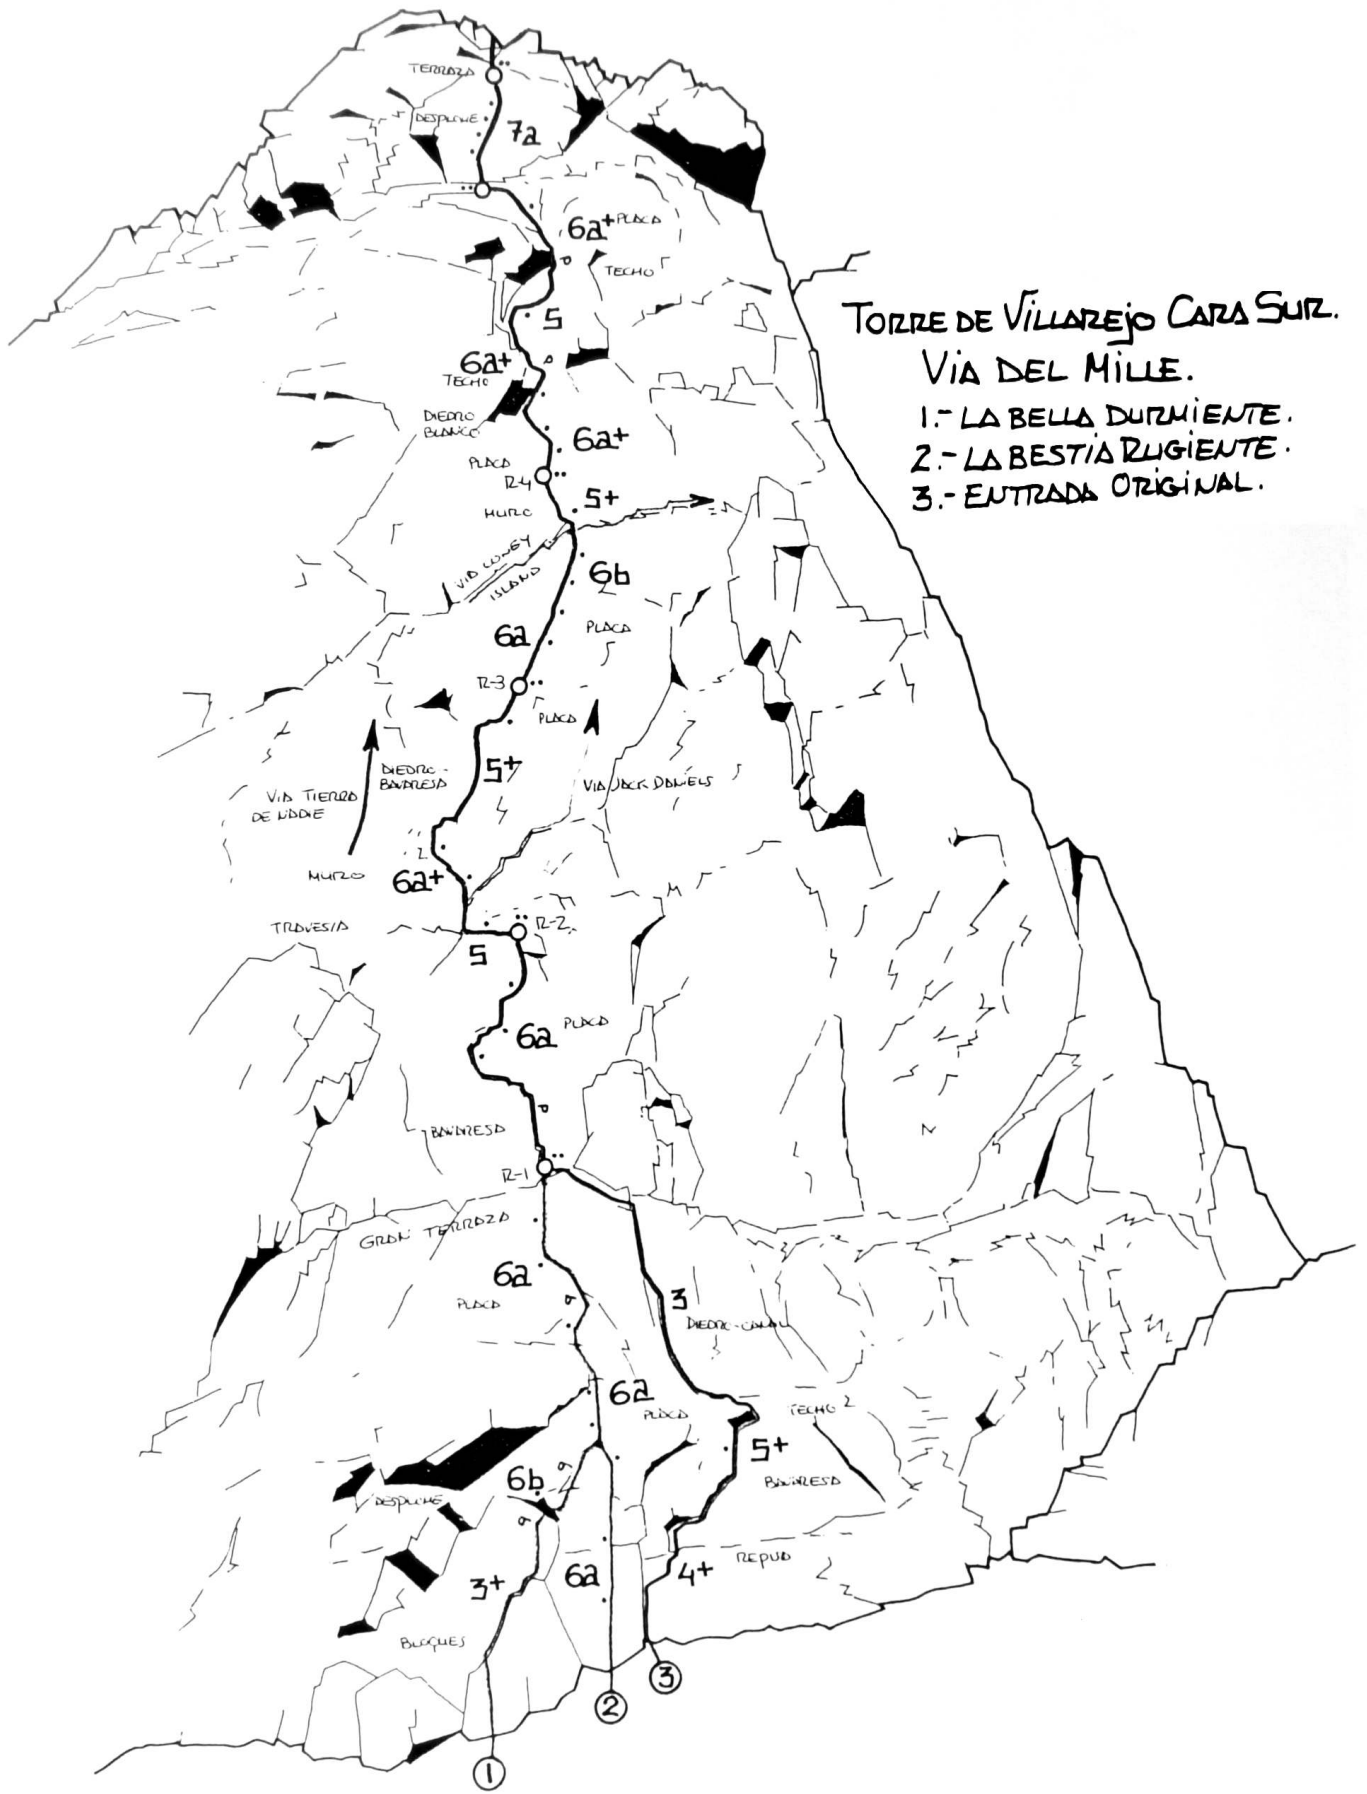 TERRAZA
DESPLOME
7a
6a+ PLACA
TECHO
5
6a+
TECHO
DIEDRO
BLANCO
6a+
PLACA
R-4
MURO
5+
VIA LUNEY
ISLAND
6b
PLACA
6a
R-3
PLACA
DIEDRO-
BAVARESA
5+
VIA JACK DANIELS
VIA TIERRA
DE NADIE
MURO
6a+
TRAVESIA
R-2
5
6a
PLACA
BAVARESA
R-1
GRAN TERRAZA
6a
PLACA
3
DIEDRO-CANAL
6a
PLACA
TECHO
5+
BAVARESA
6b
DESPLOME
REPUD
4+
6a
3+
BLOQUES
3
2
1
TORRE DE VILLAREJO CARA SUR.
VIA DEL MILLE.
1.- LA BELLA DURMIENTE.
2.- LA BESTIA RUGIENTE.
3.- ENTRADA ORIGINAL.